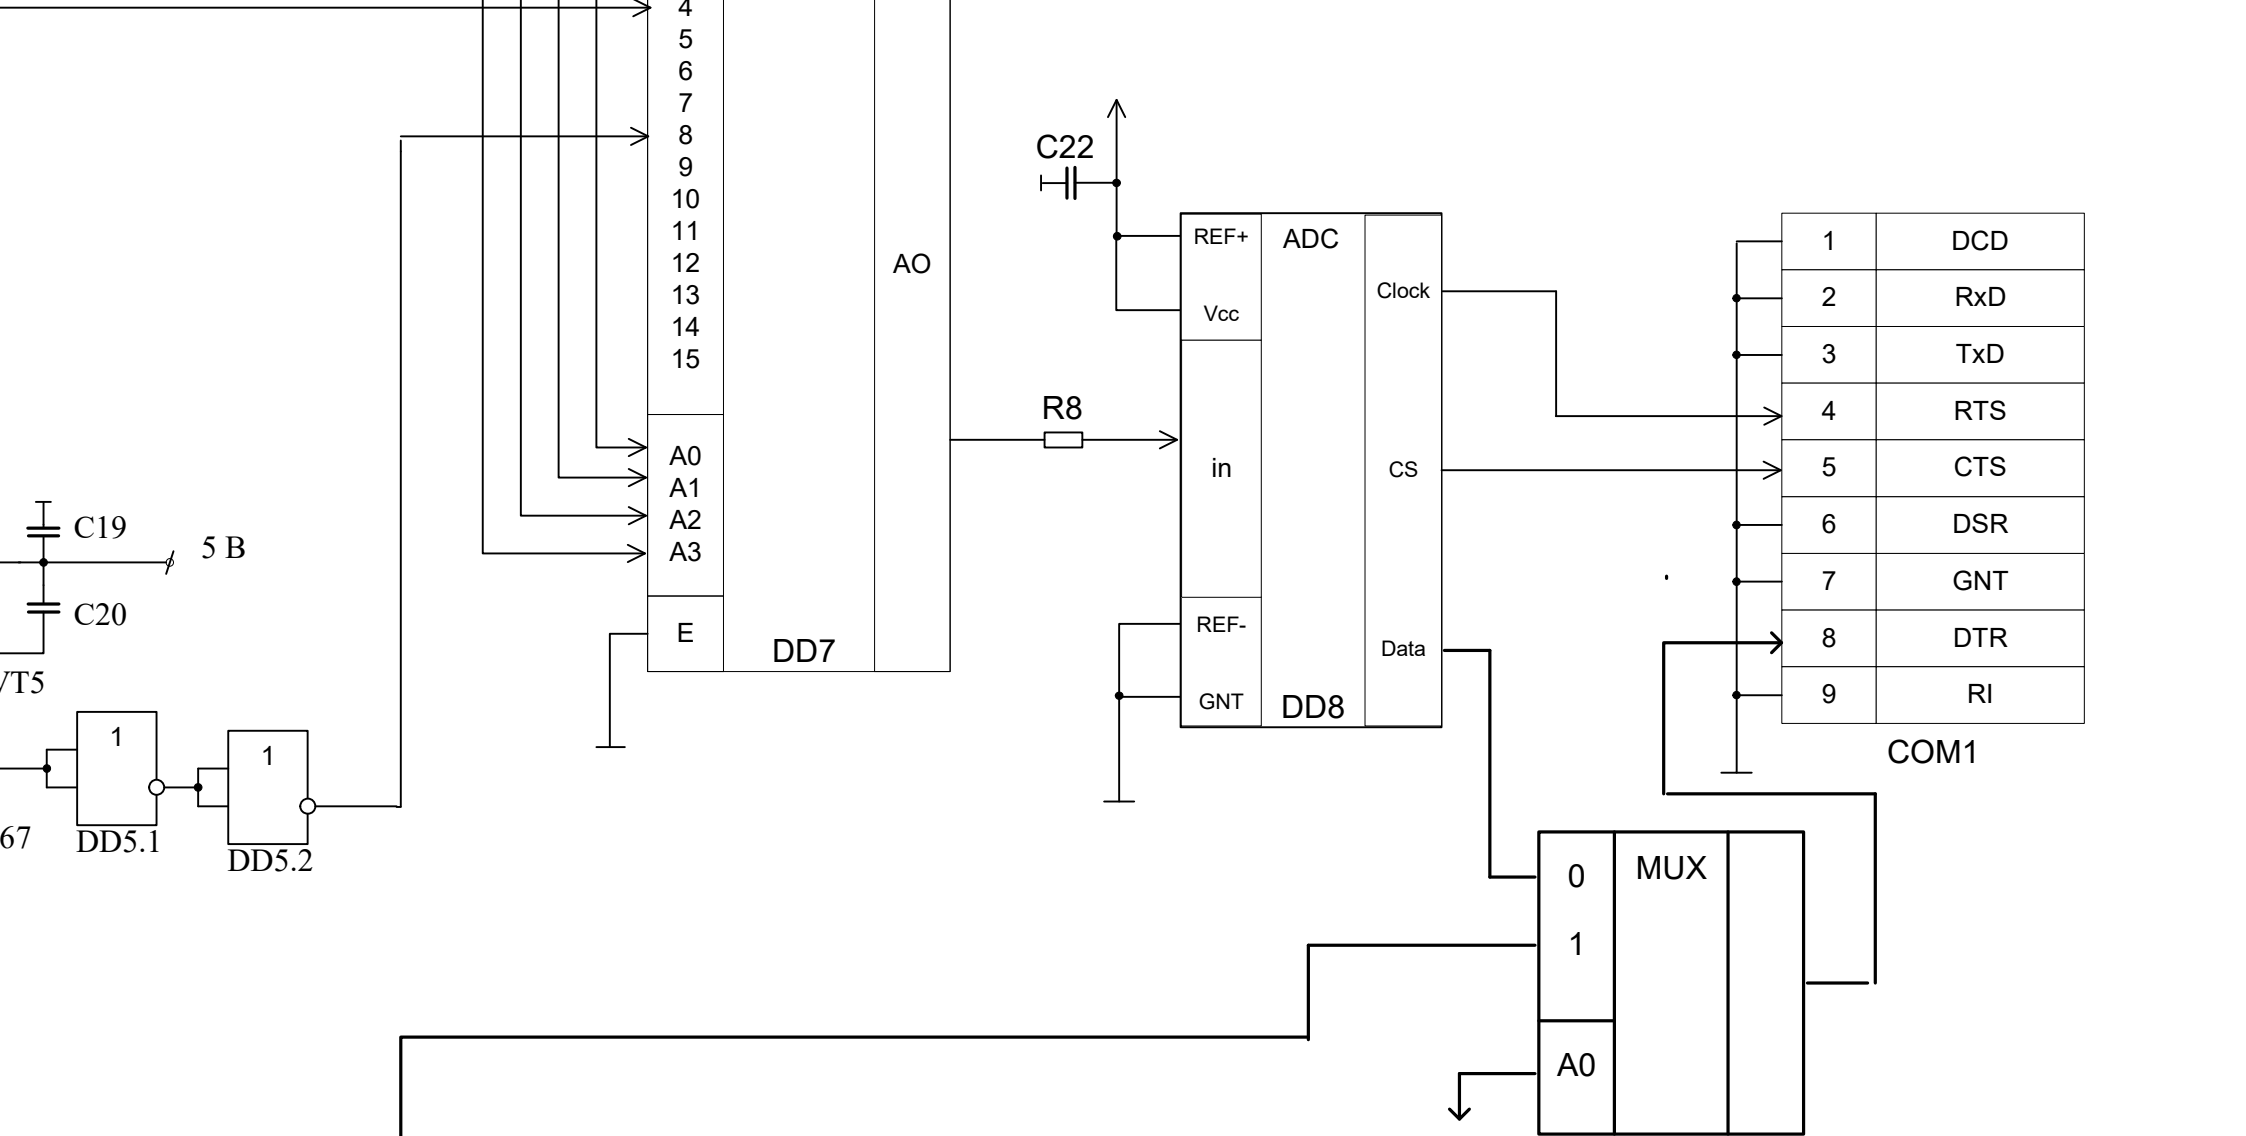 4
5
6
7
8
9
10
11
12
13
14
15
A0
A1
A2
A3
E
DD7
AO
C19
5 В
C20
VT5
1
DD5.1
1
DD5.2
67
C22
R8
REF+
ADC
Vcc
in
REF-
GNT
DD8
Clock
CS
Data
1 DCD
2 RxD
3 TxD
4 RTS
5 CTS
6 DSR
7 GNT
8 DTR
9 RI
COM1
0
MUX
1
A0